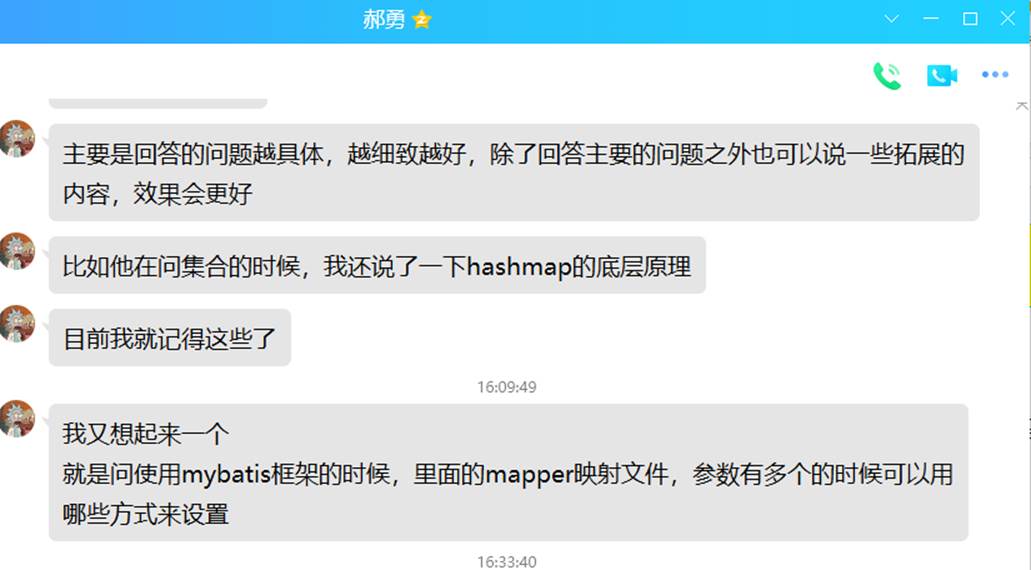 郝勇
主要是回答的问题越具体，越细致越好，除了回答主要的问题之外也可以说一些拓展的
内容，效果会更好
比如他在问集合的时候，我还说了一下hashmap的底层原理
目前我就记得这些了
16:09:49
我又想起来一个
就是问使用mybatis框架的时候，里面的mapper映射文件，参数有多个的时候可以用
哪些方式来设置
16:33:40